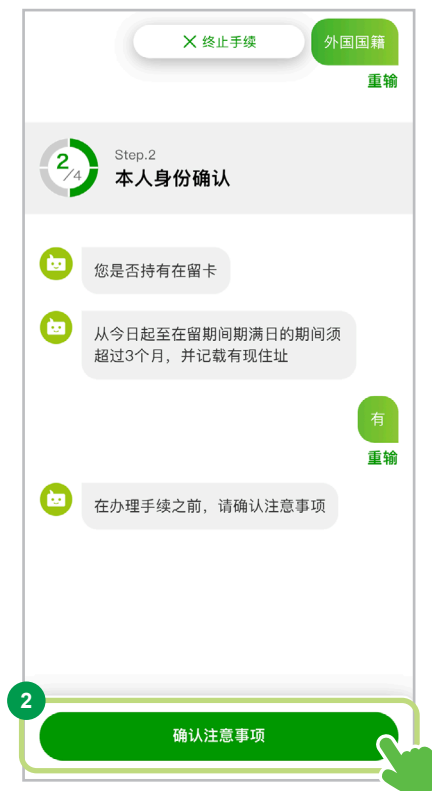 终止手续
外国国籍
重输
2/4
Step.2
本人身份确认
您是否持有在留卡
从今日起至在留期间期满日的期间须
超过3个月，并记载有现住址
有
重输
在办理手续之前，请确认注意事项
2
确认注意事项